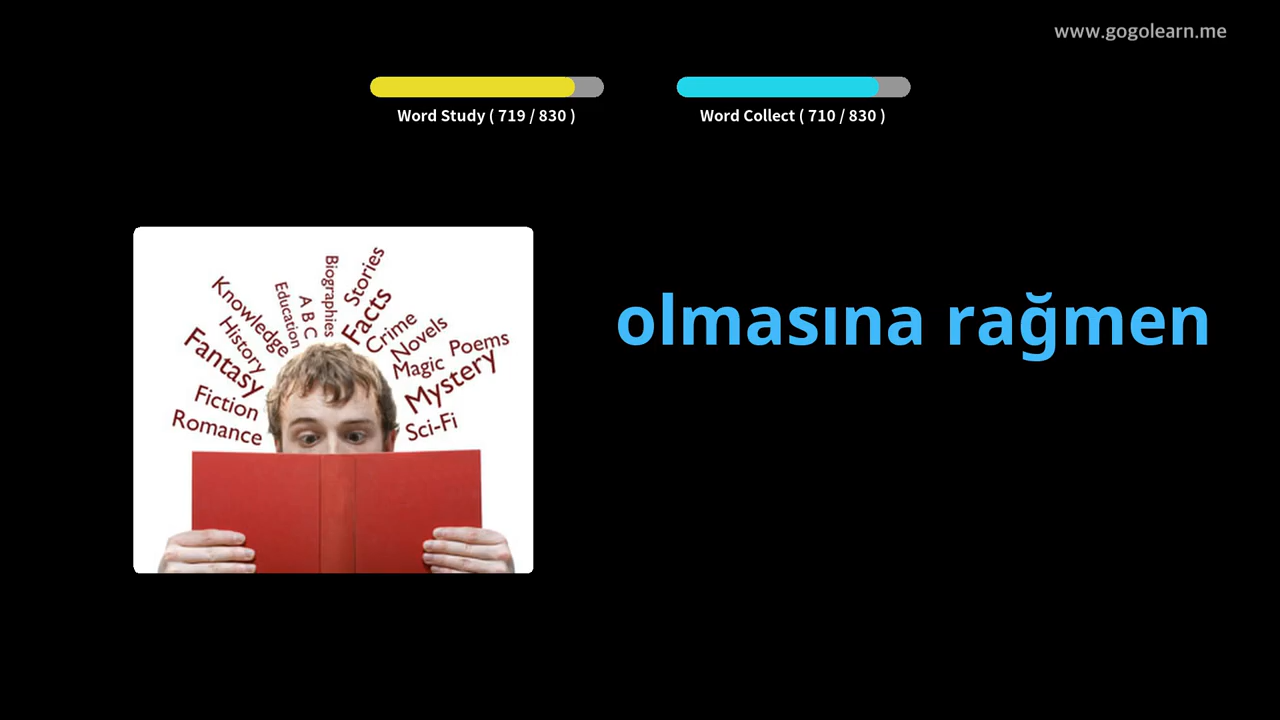 www.gogolearn.me
Word Study ( 719 / 830 )
Word Collect ( 710 / 830 )
olmasına rağmen
Romance
Fiction
Fantasy
History
Knowledge
Education
A B C
Biographies
Stories
Facts
Crime
Novels
Magic
Poems
Mystery
Sci-Fi